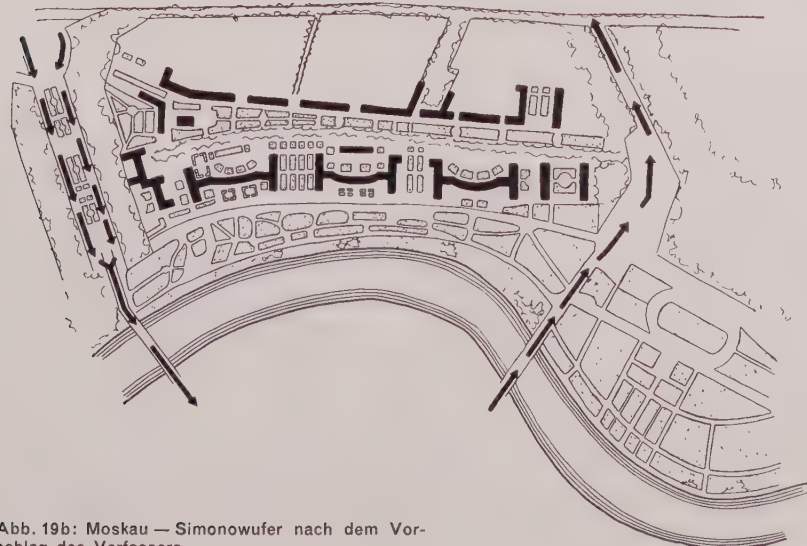 Abb. 19b: Moskau — Simonowufer nach dem Vor-
schlag des Verfassers